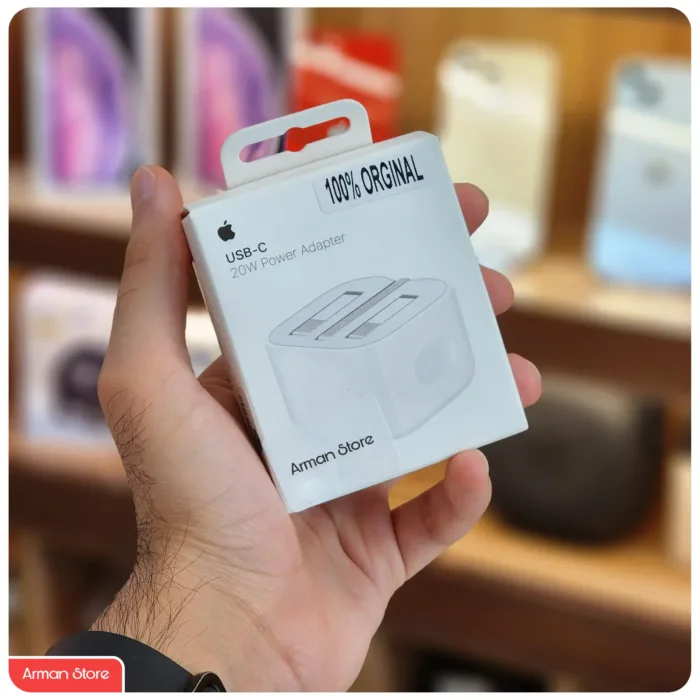 100% ORGINAL
USB-C
20W Power Adapter
Arman Store
Arman Store